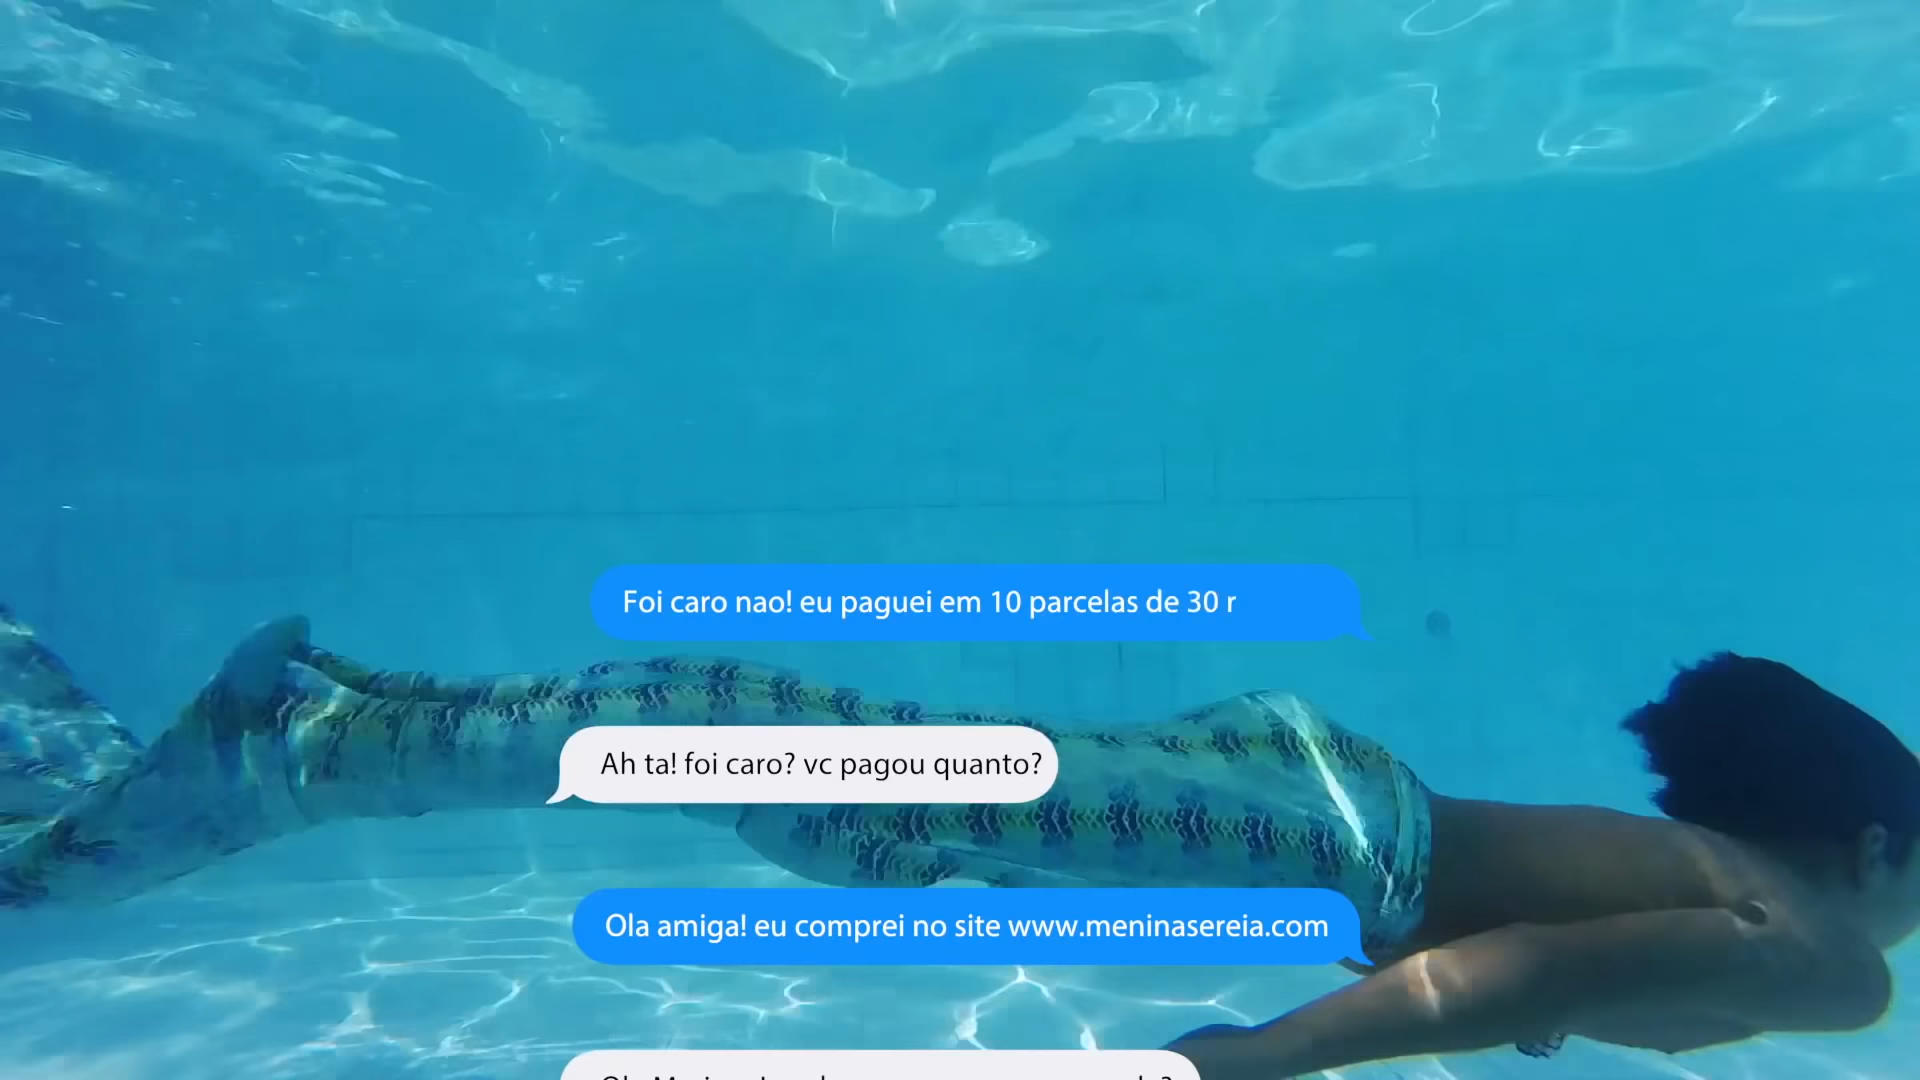 Foi caro nao! eu paguei em 10 parcelas de 30 r
Ah ta! foi caro? vc pagou quanto?
Ola amiga! eu comprei no site www.meninasereia.com